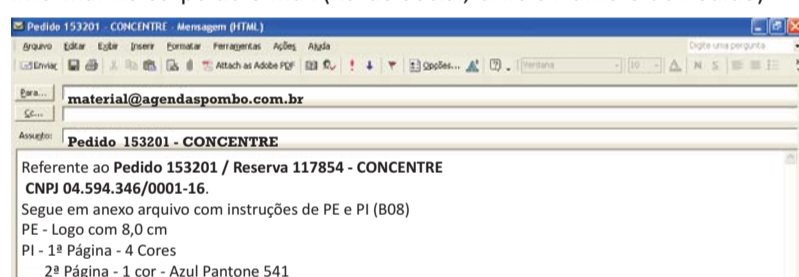 Pedido 153201 - CONCENTRE - Mensagem (HTML)
Arquivo Editar Exibir Inserir Formatar Ferramentas Ações Ajuda Digite uma pergunta
Enviar Attach as Adobe PDF Opções... Verdana 10 A N S
Para... material@agendaspombo.com.br
Cc...
Assunto: Pedido 153201 - CONCENTRE
Referente ao Pedido 153201 / Reserva 117854 - CONCENTRE
CNPJ 04.594.346/0001-16.
Segue em anexo arquivo com instruções de PE e PI (B08)
PE - Logo com 8,0 cm
PI - 1ª Página - 4 Cores
2ª Página - 1 cor - Azul Pantone 541